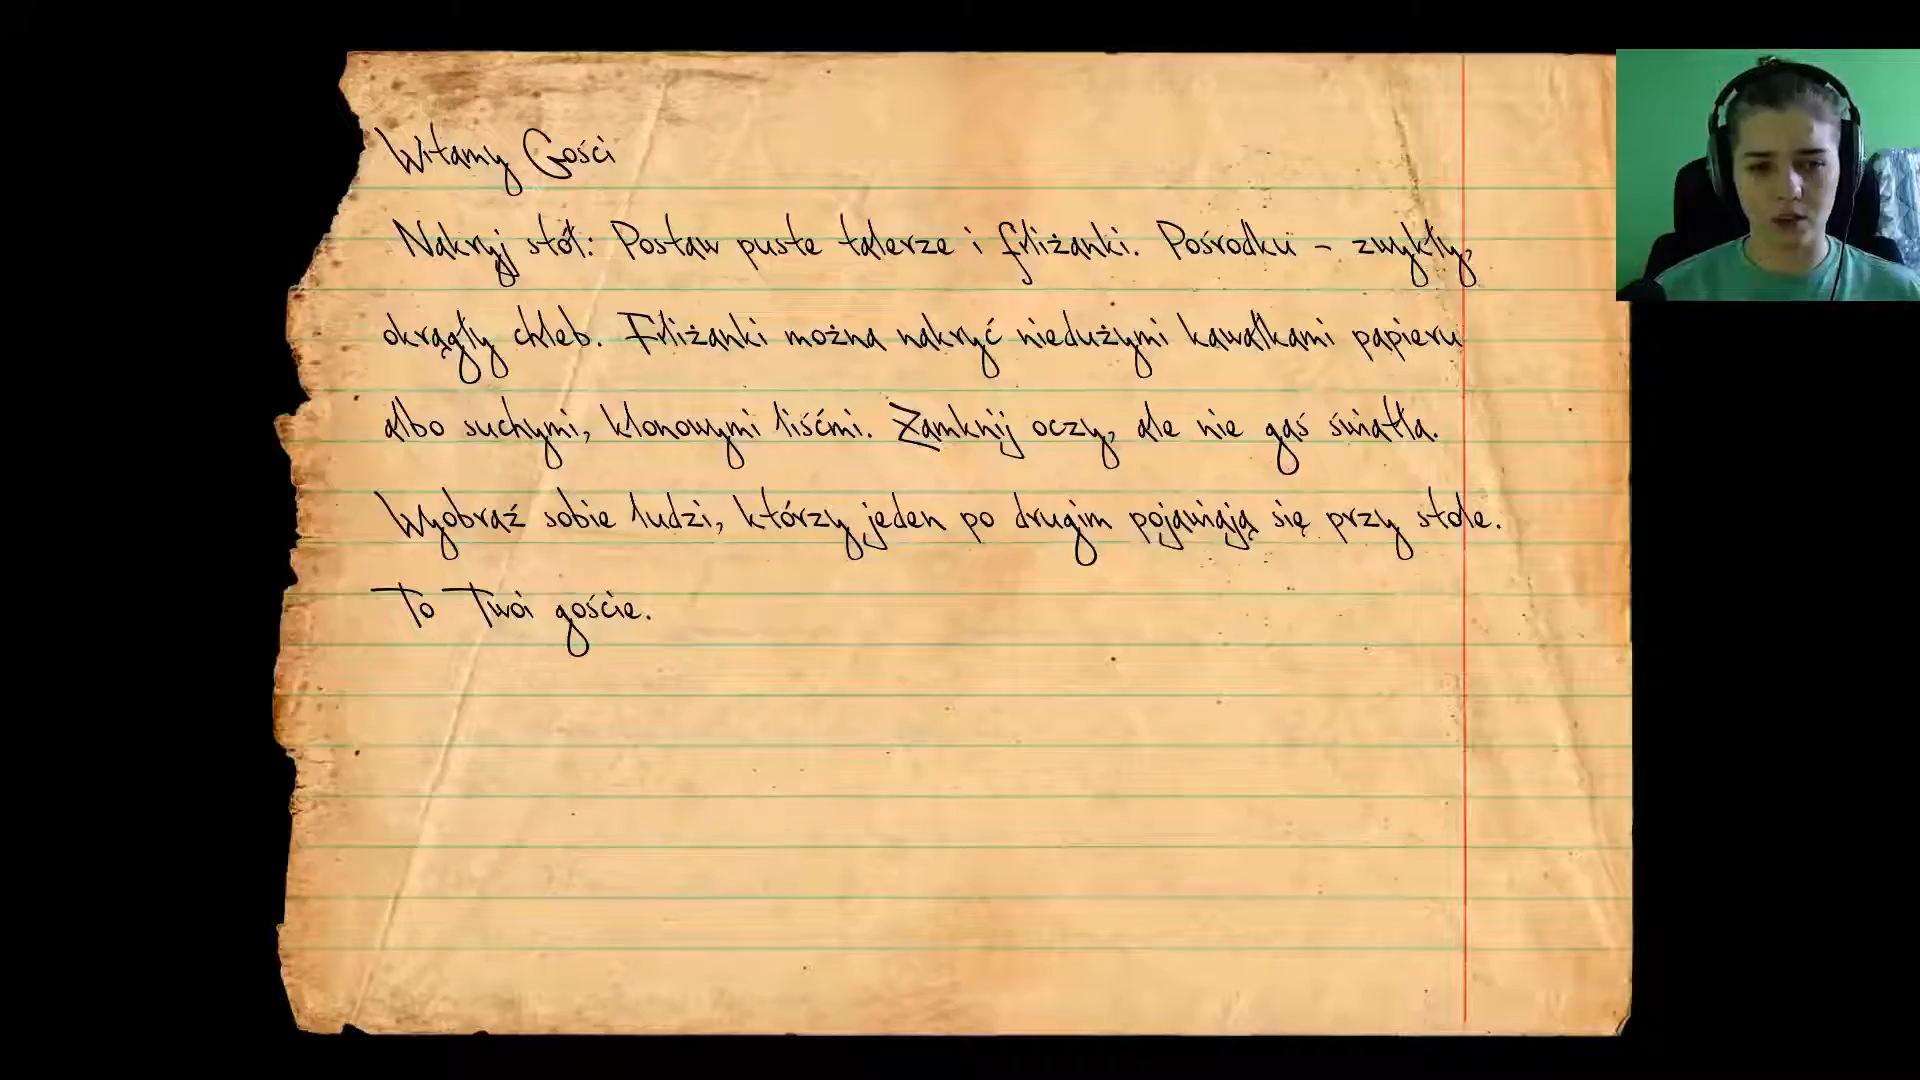 Witamy Gości
Nakryj stół: Postaw puste talerze i filiżanki. Pośrodku - zwykły,
okrągły chleb. Filiżanki można nakryć niedużymi kawałkami papieru
albo suchymi, klonowymi liśćmi. Zamknij oczy, ale nie gaś światła.
Wyobraź sobie ludzi, którzy jeden po drugim pojawiają się przy stole.
To Twoi goście.